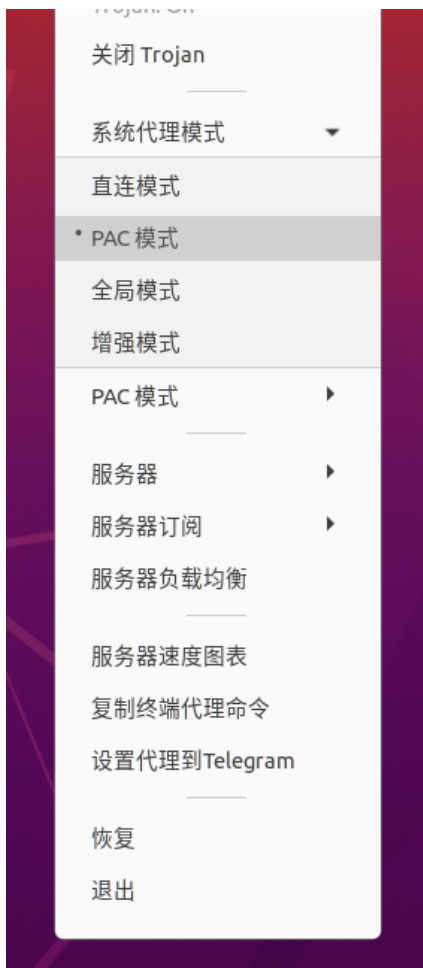 Trojan: On
关闭 Trojan
系统代理模式
直连模式
PAC 模式
全局模式
增强模式
PAC 模式
服务器
服务器订阅
服务器负载均衡
服务器速度图表
复制终端代理命令
设置代理到Telegram
恢复
退出